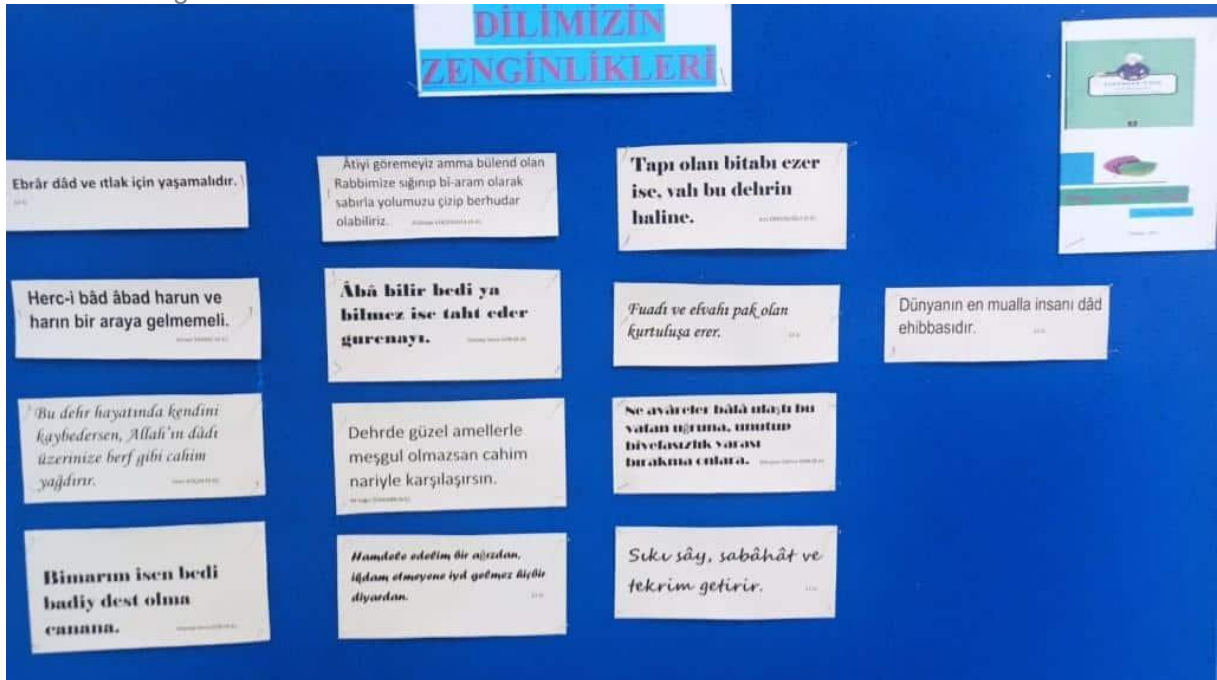 DİLİMİZİN
ZENGİNLİKLERİ
Ebrâr dâd ve ıtlak için yaşamalıdır.
Âtiyi göremeyiz amma bülend olan
Rabbimize sığınıp bî-aram olarak
sabırla yolumuzu çizip berhudar
olabiliriz.
Tapı olan bitabı ezer
ise, vah bu dehrin
haline.
Herc-i bâd âbad harun ve
harın bir araya gelmemeli.
Âbâ bilir bedi ya
bilmez ise taht eder
gurenayı.
Fuadı ve elvahı pak olan
kurtuluşa erer.
Dünyanın en mualla insanı dâd
ehibbasıdır.
Bu dehr hayatında kendini
kaybedersen, Allah'ın dâdı
üzerinize berf gibi cahim
yağdırır.
Dehrde güzel amellerle
meşgul olmazsan cahim
nariyle karşılaşırsın.
Ne avâreler bâlâ ulaştı bu
vatan uğruna, unutup
bivefasızlık yarası
bırakma onlara.
Bimarım isen bedi
badiy dest olma
canana.
Hamdele edelim bir ağızdan,
iğdam etmeyene iyd gelmez hiçbir
diyardan.
Sıkı sây, sabâhât ve
tekrim getirir.